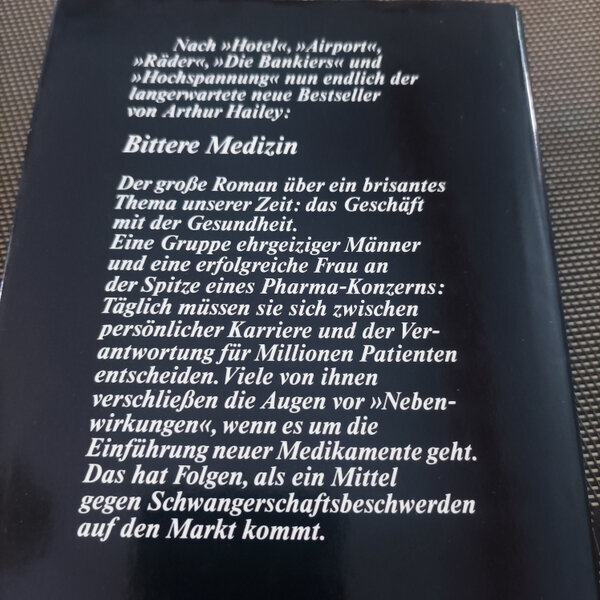 Nach »Hotel«, »Airport«,
»Räder«, »Die Bankiers« und
»Hochspannung« nun endlich der
langerwartete neue Bestseller
von Arthur Hailey:
Bittere Medizin
Der große Roman über ein brisantes
Thema unserer Zeit: das Geschäft
mit der Gesundheit.
Eine Gruppe ehrgeiziger Männer
und eine erfolgreiche Frau an
der Spitze eines Pharma-Konzerns:
Täglich müssen sie sich zwischen
persönlicher Karriere und der Ver-
antwortung für Millionen Patienten
entscheiden. Viele von ihnen
verschließen die Augen vor »Neben-
wirkungen«, wenn es um die
Einführung neuer Medikamente geht.
Das hat Folgen, als ein Mittel
gegen Schwangerschaftsbeschwerden
auf den Markt kommt.